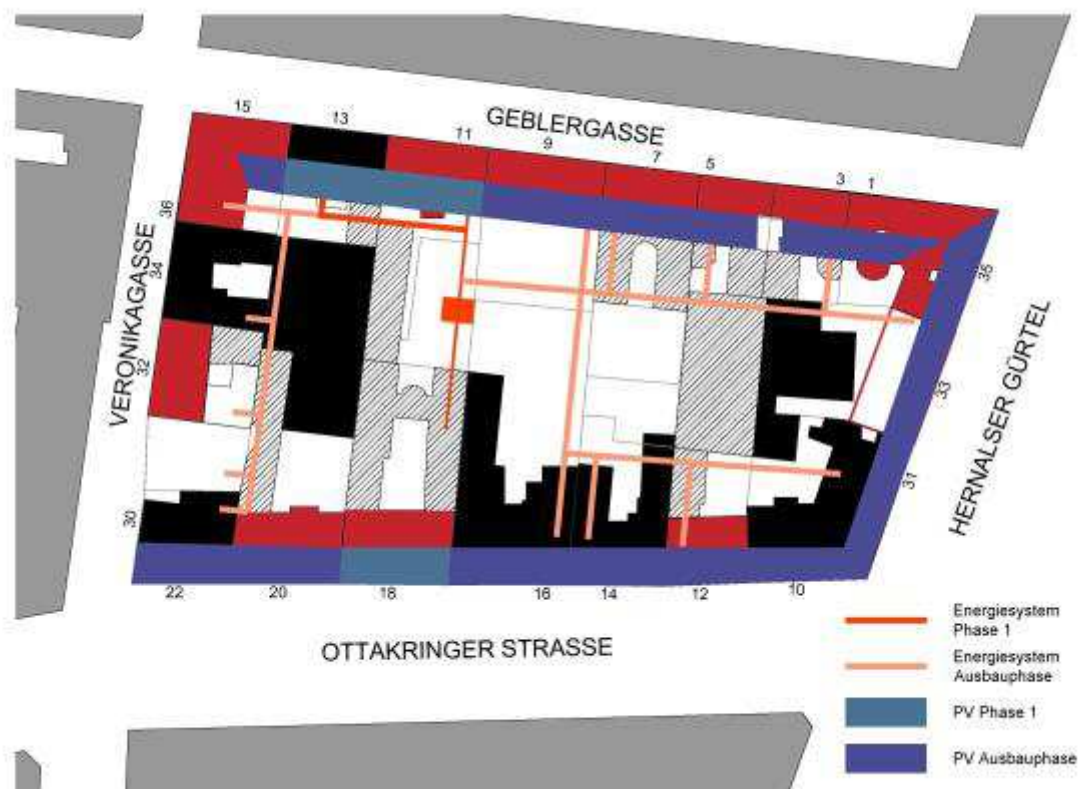 GEBLERGASSE
15
13
11
9
7
5
3
1
VERONIKAGASSE
36
34
32
30
HERNALSER GÜRTEL
35
33
31
22
20
18
16
14
12
10
OTTAKRINGER STRASSE
Energiesystem
Phase 1
Energiesystem
Ausbauphase
PV Phase 1
PV Ausbauphase